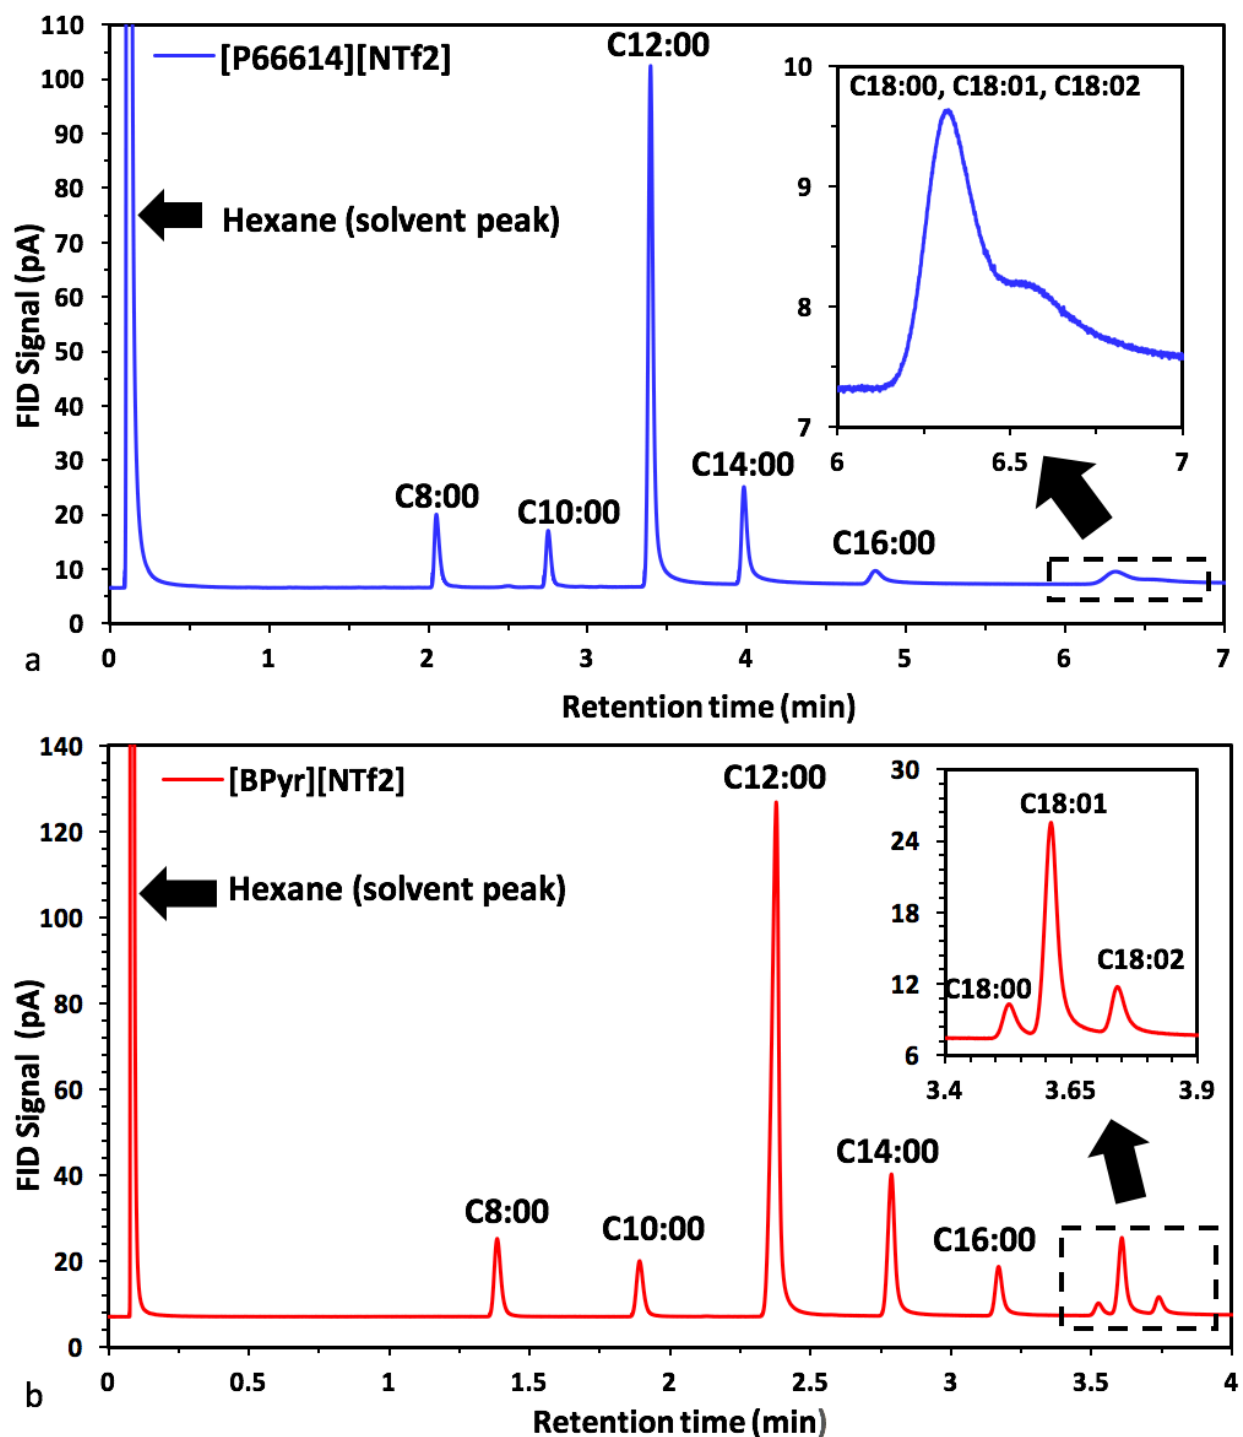 110
[P66614][NTf2]
C12:00
10
C18:00, C18:01, C18:02
100
90
9
80
Hexane (solvent peak)
70
60
8
50
C14:00
40
7
30
6
6.5
7
C8:00
C10:00
C16:00
20
10
0
FID Signal (pA)
a
0
1
2
3
4
5
6
7
Retention time (min)
140
[BPyr][NTf2]
C12:00
30
C18:01
120
24
Hexane (solvent peak)
100
18
C18:02
C18:00
12
80
6
3.4
3.65
3.9
60
C14:00
40
C8:00
C10:00
C16:00
20
0
FID Signal (pA)
b
0
0.5
1
1.5
2
2.5
3
3.5
4
Retention time (min)